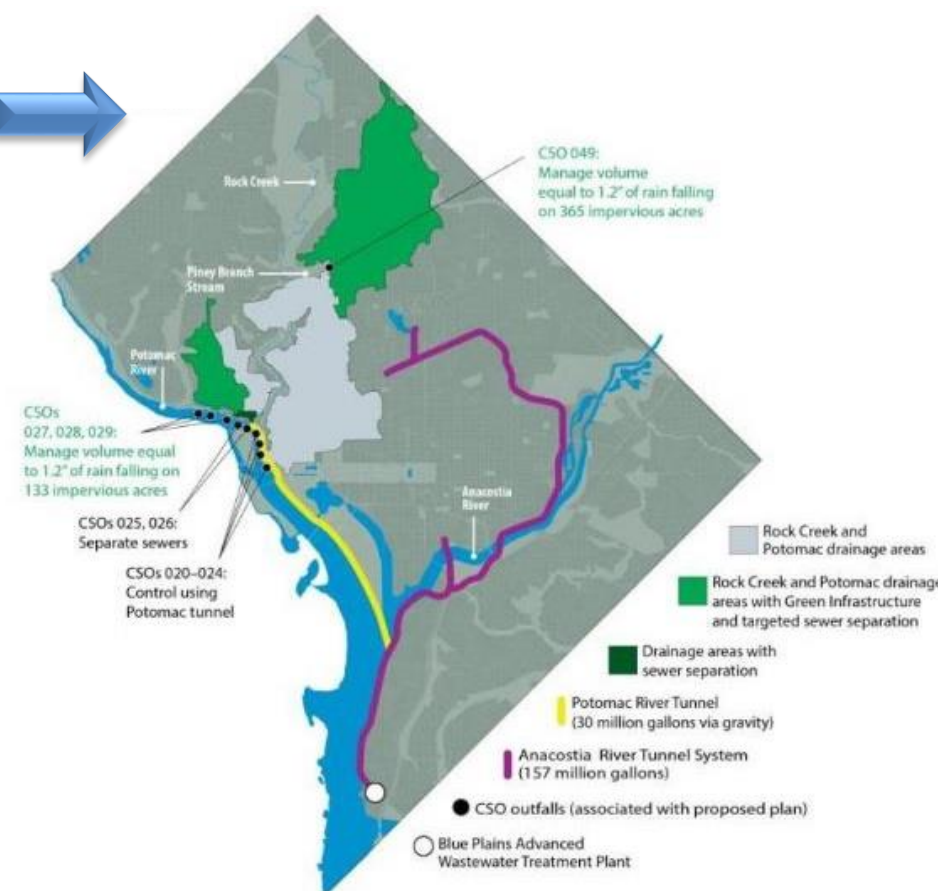 CSO 049:
Manage volume
equal to 1.2" of rain falling
on 365 impervious acres
Rock Creek
Piney Branch
Stream
Potomac
River
CSOs
027, 028, 029:
Manage volume equal
to 1.2" of rain falling on
133 impervious acres
CSOs 025, 026:
Separate sewers
CSOs 020–024:
Control using
Potomac tunnel
Anacostia
River
Rock Creek and
Potomac drainage areas
Rock Creek and Potomac drainage
areas with Green Infrastructure
and targeted sewer separation
Drainage areas with
sewer separation
Potomac River Tunnel
(30 million gallons via gravity)
Anacostia River Tunnel System
(157 million gallons)
CSO outfalls (associated with proposed plan)
Blue Plains Advanced
Wastewater Treatment Plant